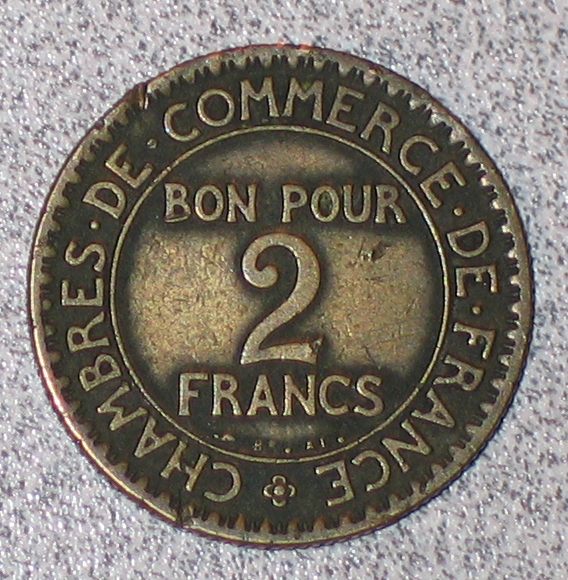 CHAMBRES·DE·COMMERCE·DE·FRANCE
BON POUR
2
FRANCS